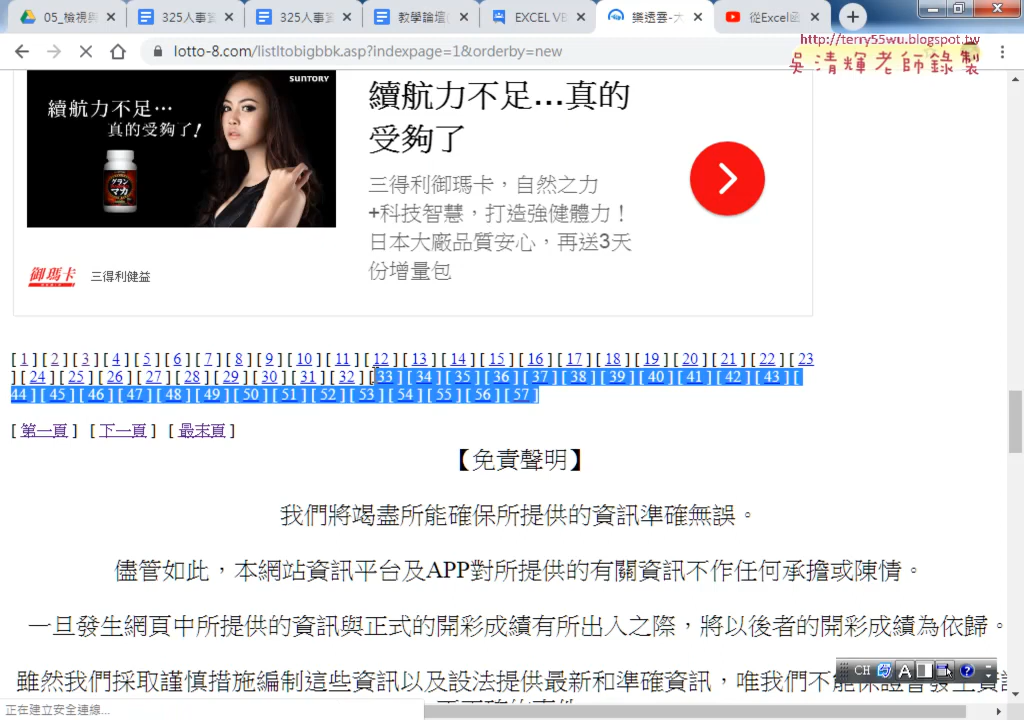 05_檢視與
325人事室
325人事室
教學論壇(
EXCEL VB
樂透雲-大
從Excel函
lotto-8.com/listltobigbbk.asp?indexpage=1&orderby=new
http://terry55wu.blogspot.tw
吳清輝老師錄製
SUNTORY
續航力不足…
真的受夠了!
グラン
マカ
續航力不足...真的
受夠了
三得利御瑪卡，自然之力
+科技智慧，打造強健體力！
日本大廠品質安心，再送3天
份增量包
御瑪卡
三得利健益
[ 1 ] [ 2 ] [ 3 ] [ 4 ] [ 5 ] [ 6 ] [ 7 ] [ 8 ] [ 9 ] [ 10 ] [ 11 ] [ 12 ] [ 13 ] [ 14 ] [ 15 ] [ 16 ] [ 17 ] [ 18 ] [ 19 ] [ 20 ] [ 21 ] [ 22 ] [ 23
] [ 24 ] [ 25 ] [ 26 ] [ 27 ] [ 28 ] [ 29 ] [ 30 ] [ 31 ] [ 32 ] [ 33 ] [ 34 ] [ 35 ] [ 36 ] [ 37 ] [ 38 ] [ 39 ] [ 40 ] [ 41 ] [ 42 ] [ 43 ] [
44 ] [ 45 ] [ 46 ] [ 47 ] [ 48 ] [ 49 ] [ 50 ] [ 51 ] [ 52 ] [ 53 ] [ 54 ] [ 55 ] [ 56 ] [ 57 ]
[ 第一頁 ] [ 下一頁 ] [ 最末頁 ]
【免責聲明】
我們將竭盡所能確保所提供的資訊準確無誤。
儘管如此，本網站資訊平台及APP對所提供的有關資訊不作任何承擔或陳情。
一旦發生網頁中所提供的資訊與正式的開彩成績有所出入之際，將以後者的開彩成績為依歸。
雖然我們採取謹慎措施編制這些資訊以及設法提供最新和準確資訊，唯我們不能保證會發生資訊
CH
正在建立安全連線...